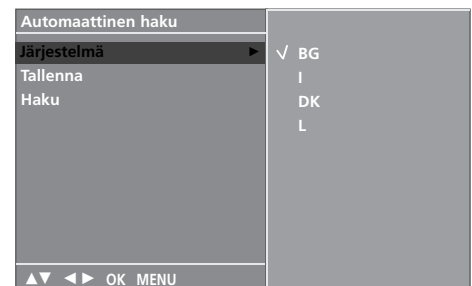 Automaattinen haku
Järjestelmä ►
Tallenna
Haku
√ BG
I
DK
L
▲▼ ◄► OK MENU